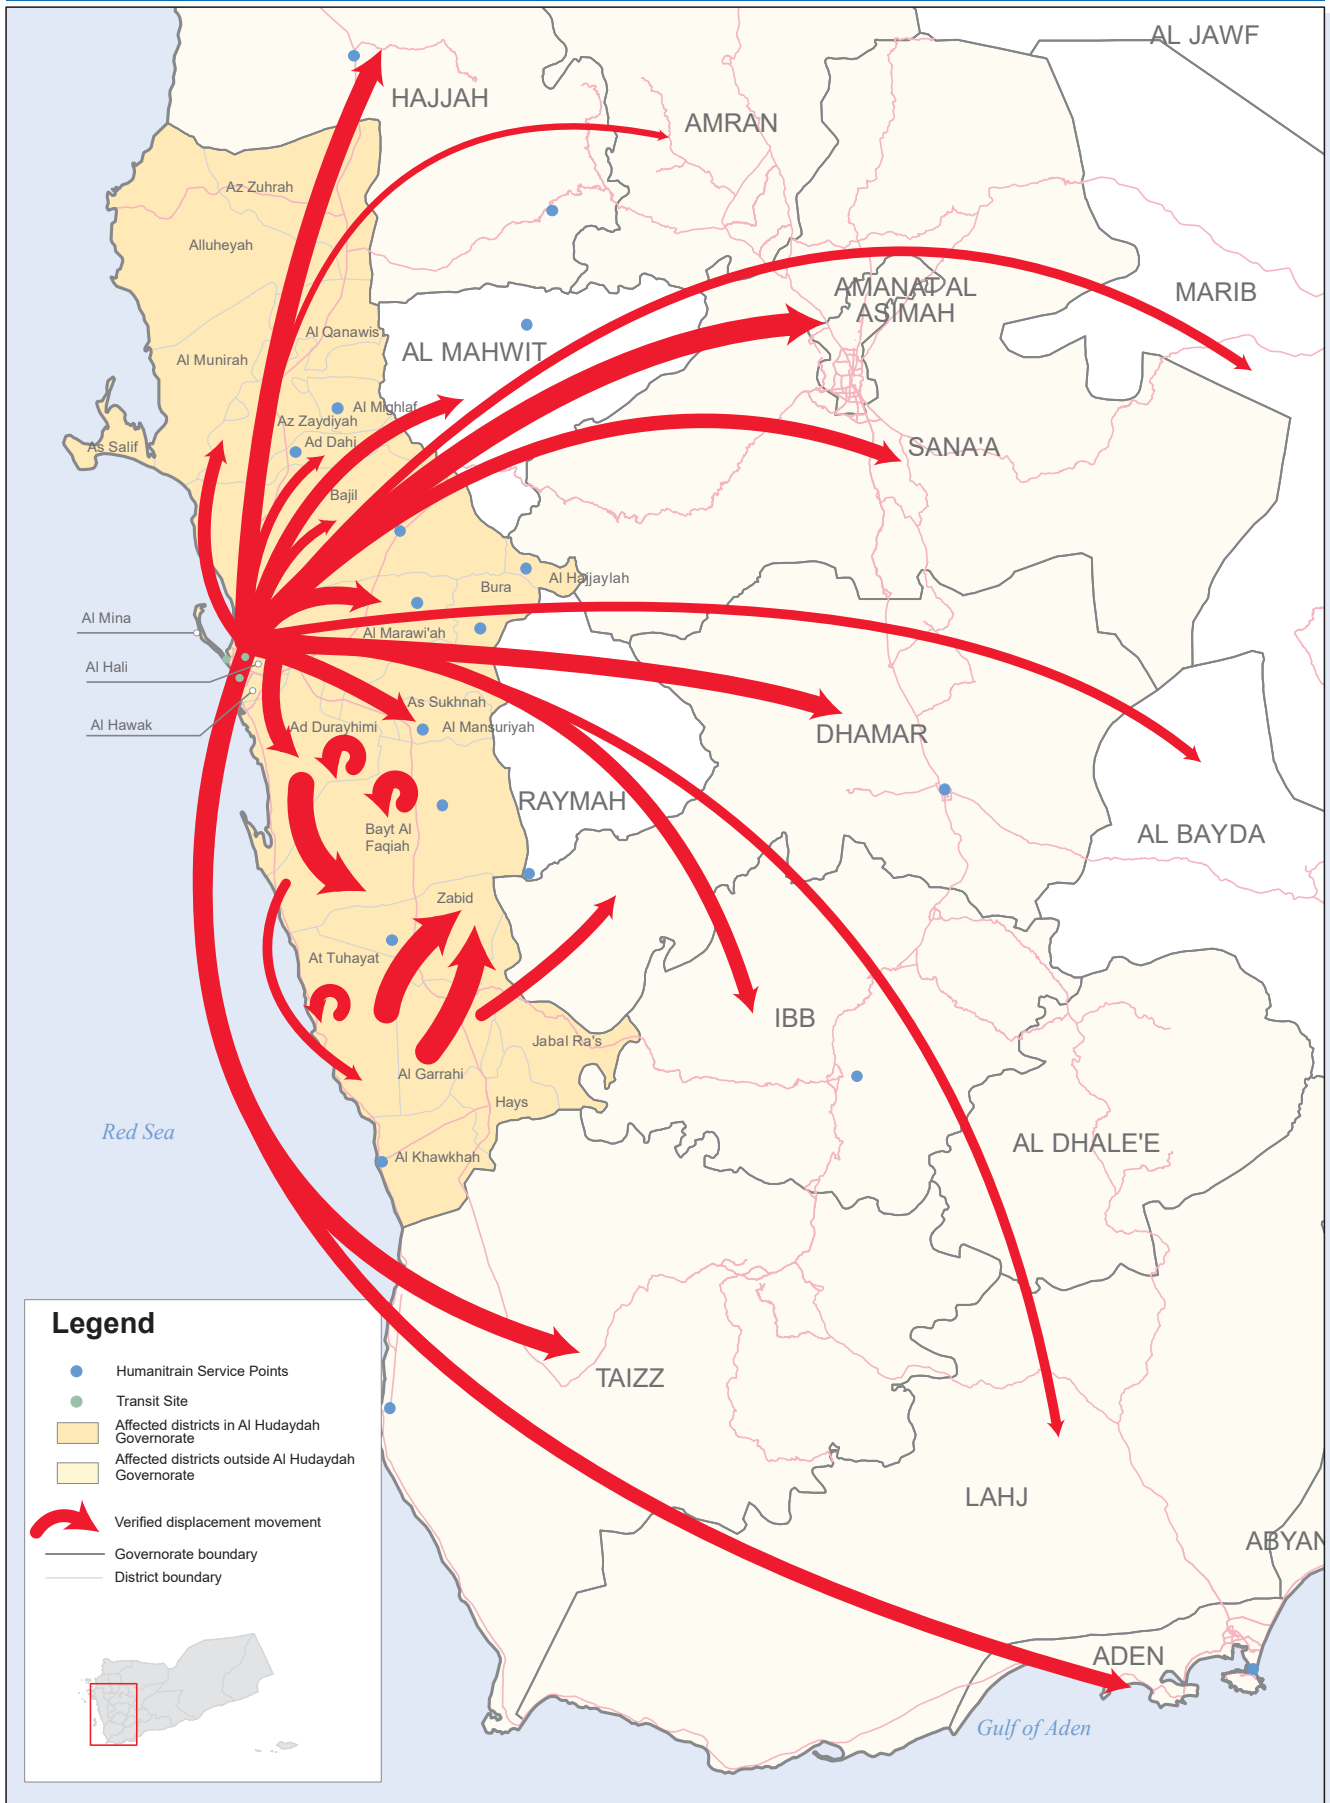 AL JAWF
HAJJAH
AMRAN
Az Zuhrah
Alluheyah
AMANAT AL
ASIMAH
MARIB
Al Qanawis
AL MAHWIT
Al Munirah
Al Mighlaf
Az Zaydiyah
As Salif
Ad Dahi
SANA'A
Bajil
Al Hajjaylah
Bura
Al Mina
Al Marawi'ah
Al Hali
As Sukhnah
Al Hawak
Ad Durayhimi
Al Mansuriyah
DHAMAR
RAYMAH
Bayt Al
Faqiah
AL BAYDA
Zabid
At Tuhayat
IBB
Jabal Ra's
Al Garrahi
Hays
Red Sea
AL DHALE'E
Al Khawkhah
TAIZZ
LAHJ
ABYAN
ADEN
Gulf of Aden
Legend
Humanitrain Service Points
Transit Site
Affected districts in Al Hudaydah
Governorate
Affected districts outside Al Hudaydah
Governorate
Verified displacement movement
Governorate boundary
District boundary